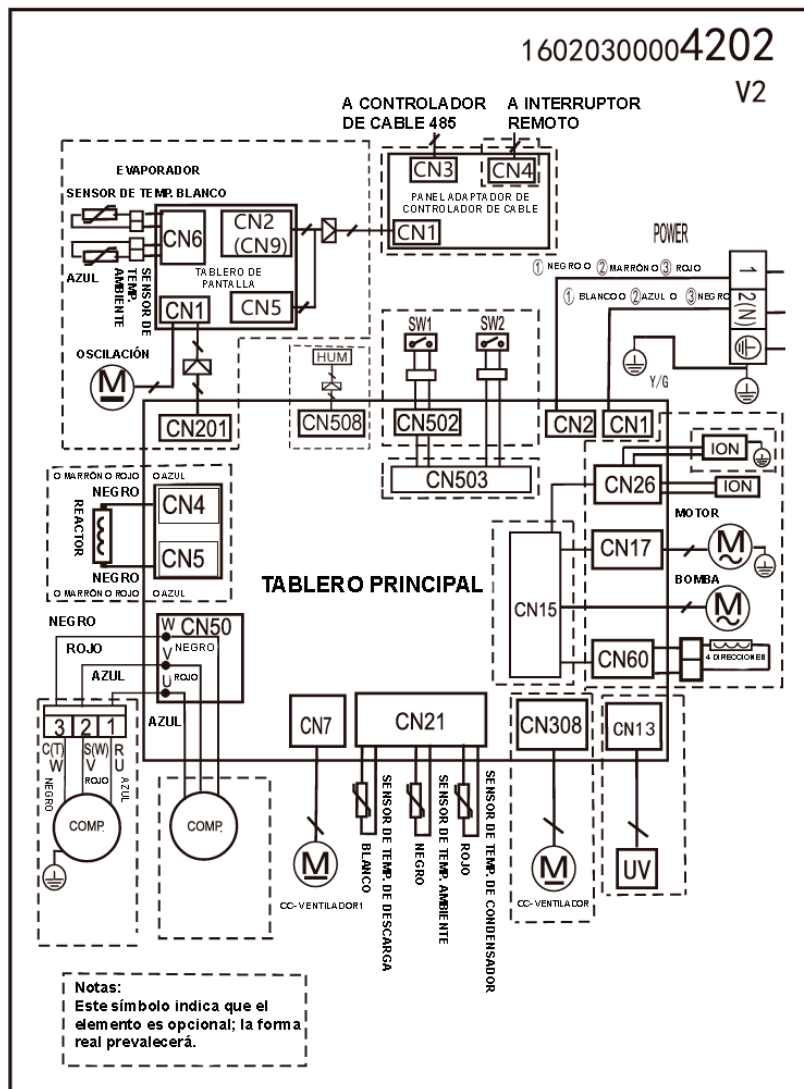 16020300004202
V2
A CONTROLADOR
DE CABLE 485
A INTERRUPTOR
REMOTO
EVAPORADOR
SENSOR DE TEMP. BLANCO
CN6
CN2
(CN9)
TABLERO DE
PANTALLA
CN5
CN1
AZUL
SENSOR DE
TEMP.
AMBIENTE
OSCILACIÓN
M
CN3
CN4
PANEL ADAPTADOR DE
CONTROLADOR DE CABLE
CN1
POWER
① NEGRO O ② MARRÓN O ③ ROJO
① BLANCO O ② AZUL O ③ NEGRO
1
2(N)
Y/G
SW1
SW2
HUM
CN201
CN508
CN502
CN503
CN2
CN1
O MARRÓN O ROJO O AZUL
NEGRO
REACTOR
CN4
CN5
NEGRO
O MARRÓN O ROJO O AZUL
TABLERO PRINCIPAL
CN26
ION
ION
MOTOR
CN17
M
BOMBA
CN15
M
CN60
4 DIRECCIONES
NEGRO
ROJO
AZUL
W
CN50
NEGRO
V
U
ROJO
AZUL
3 2 1
C(T) S(W) R
W V U
NEGRO
ROJO
AZUL
COMP.
COMP.
CN7
CN21
CN308
CN13
M
CC-VENTILADOR1
BLANCO
SENSOR DE TEMP. DE DESCARGA
NEGRO
SENSOR DE TEMP. AMBIENTE
ROJO
SENSOR DE TEMP. DE CONDENSADOR
M
CC-VENTILADOR
UV
Notas:
Este símbolo indica que el
elemento es opcional; la forma
real prevalecerá.